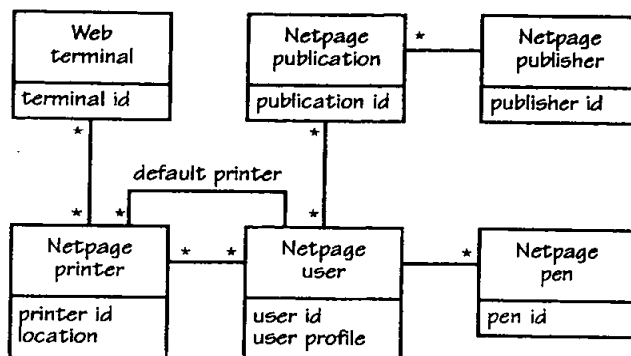 Web
terminal
terminal id
Netpage
publication
publication id
*
Netpage
publisher
publisher id
*
*
default printer
*
*
*
Netpage
printer
printer id
location
*
*
Netpage
user
user id
user profile
*
Netpage
pen
pen id